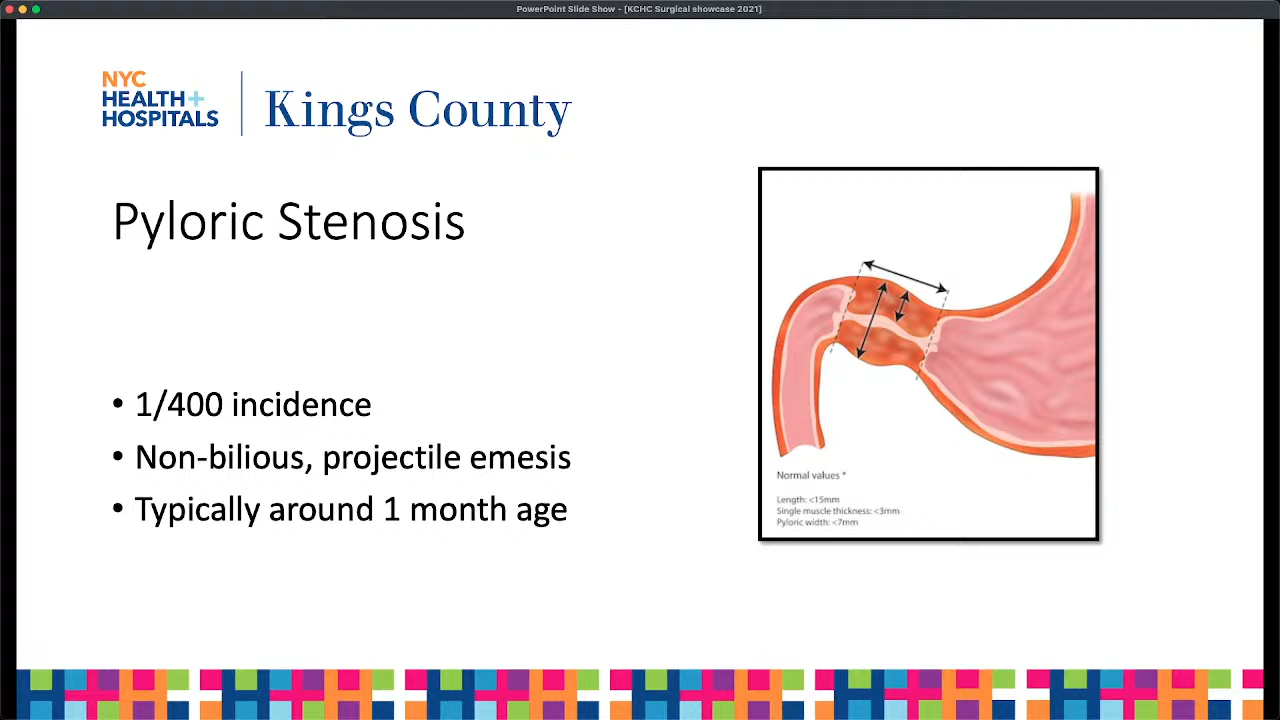 PowerPoint Slide Show - [KCHC Surgical showcase 2021]
NYC
HEALTH+
HOSPITALS
Kings County
Pyloric Stenosis
• 1/400 incidence
• Non-bilious, projectile emesis
• Typically around 1 month age
Normal values *
Length: <15mm
Single muscle thickness: <3mm
Pyloric width: <7mm